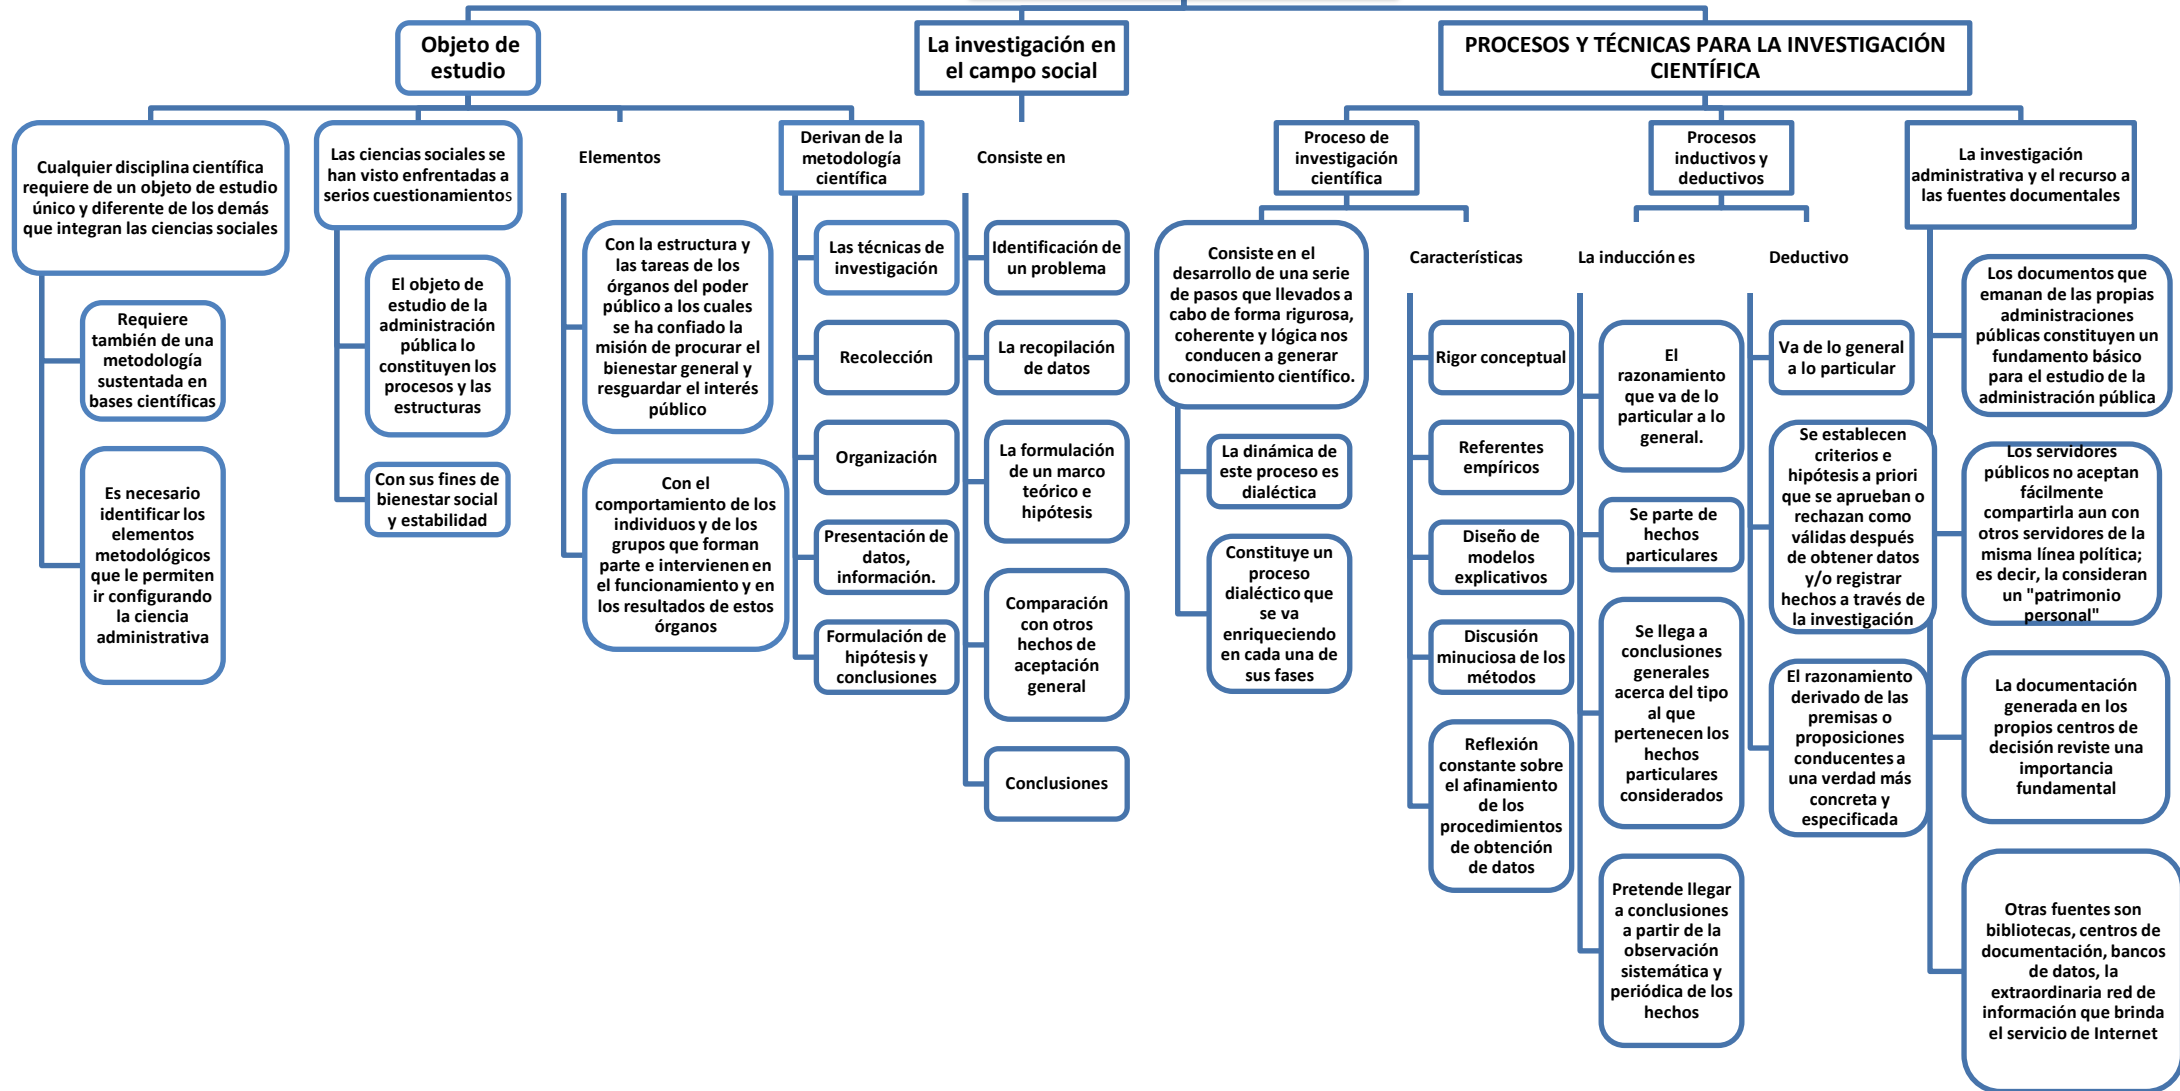 Objeto de
estudio
Cualquier disciplina científica
requiere de un objeto de estudio
único y diferente de los demás
que integran las ciencias sociales
Requiere
también de una
metodología
sustentada en
bases científicas
Es necesario
identificar los
elementos
metodológicos
que le permiten
ir configurando
la ciencia
administrativa
Las ciencias sociales se
han visto enfrentadas a
serios cuestionamientos
El objeto de
estudio de la
administración
pública lo
constituyen los
procesos y las
estructuras
Con sus fines de
bienestar social
y estabilidad
Elementos
Con la estructura y
las tareas de los
órganos del poder
público a los cuales
se ha confiado la
misión de procurar el
bienestar general y
resguardar el interés
público
Con el
comportamiento de los
individuos y de los
grupos que forman
parte e intervienen en
el funcionamiento y en
los resultados de estos
órganos
Derivan de la
metodología
científica
Las técnicas de
investigación
Recolección
Organización
Presentación de
datos,
información.
Formulación de
hipótesis y
conclusiones
La investigación en
el campo social
Consiste en
Identificación de
un problema
La recopilación
de datos
La formulación
de un marco
teórico e
hipótesis
Comparación
con otros
hechos de
aceptación
general
Conclusiones
PROCESOS Y TÉCNICAS PARA LA INVESTIGACIÓN
CIENTÍFICA
Proceso de
investigación
científica
Consiste en el
desarrollo de una serie
de pasos que llevados a
cabo de forma rigurosa,
coherente y lógica nos
conducen a generar
conocimiento científico.
La dinámica de
este proceso es
dialéctica
Constituye un
proceso
dialéctico que
se va
enriqueciendo
en cada una de
sus fases
Características
Rigor conceptual
Referentes
empíricos
Diseño de
modelos
explicativos
Discusión
minuciosa de los
métodos
Reflexión
constante sobre
el afinamiento
de los
procedimientos
de obtención
de datos
Procesos
inductivos y
deductivos
La inducción es
El
razonamiento
que va de lo
particular a lo
general.
Se parte de
hechos
particulares
Se llega a
conclusiones
generales
acerca del tipo
al que
pertenecen los
hechos
particulares
considerados
Pretende llegar
a conclusiones
a partir de la
observación
sistemática y
periódica de los
hechos
Deductivo
Va de lo general
a lo particular
Se establecen
criterios e
hipótesis a priori
que se aprueban o
rechazan como
válidas después
de obtener datos
y/o registrar
hechos a través de
la investigación
El razonamiento
derivado de las
premisas o
proposiciones
conducentes a
una verdad más
concreta y
especificada
La investigación
administrativa y el recurso a
las fuentes documentales
Los documentos que
emanan de las propias
administraciones
públicas constituyen un
fundamento básico
para el estudio de la
administración pública
Los servidores
públicos no aceptan
fácilmente
compartirla aun con
otros servidores de la
misma línea política;
es decir, la consideran
un "patrimonio
personal"
La documentación
generada en los
propios centros de
decisión reviste una
importancia
fundamental
Otras fuentes son
bibliotecas, centros de
documentación, bancos
de datos, la
extraordinaria red de
información que brinda
el servicio de Internet